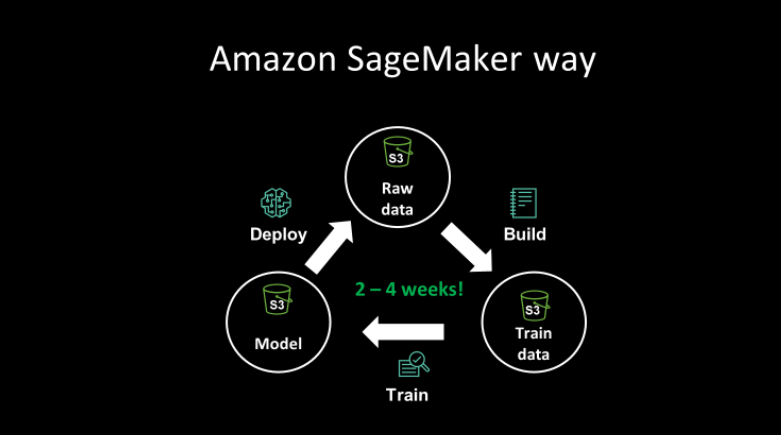 Amazon SageMaker way
S3
Raw
data
Deploy
Build
2 – 4 weeks!
S3
Model
S3
Train
data
Train